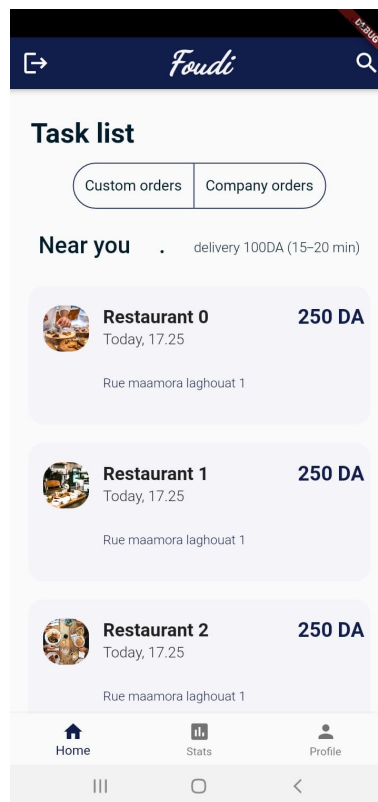 DEBUG
Foudi
Task list
Custom orders
Company orders
Near you . delivery 100DA (15–20 min)
Restaurant 0
250 DA
Today, 17.25
Rue maamora laghouat 1
Restaurant 1
250 DA
Today, 17.25
Rue maamora laghouat 1
Restaurant 2
250 DA
Today, 17.25
Rue maamora laghouat 1
Home
Stats
Profile